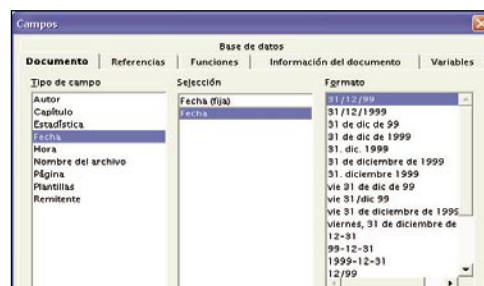 Campos
Base de datos
Documento
Referencias
Funciones
Información del documento
Variables
Tipo de campo
Autor
Capítulo
Estadística
Fecha
Hora
Nombre del archivo
Página
Plantillas
Remitente
Selección
Fecha (fija)
Fecha
Formato
31/12/99
31/12/1999
31 de dic de 99
31 de dic de 1999
31. dic. 1999
31 de diciembre de 1999
31. diciembre 1999
vie 31 de dic de 99
vie 31/dic 99
vie 31 de diciembre de 1995
viernes, 31 de diciembre de
12-31
99-12-31
1999-12-31
12/99